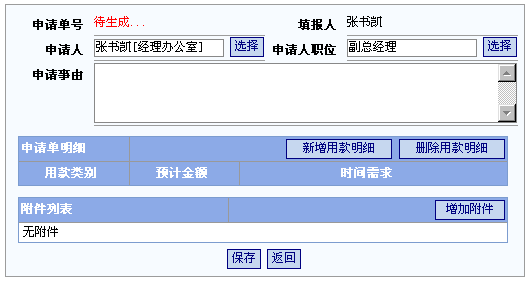 申请单号 待生成... 填报人 张书凯
申请人 张书凯[经理办公室] 选择 申请人职位 副总经理 选择
申请事由
申请单明细 新增用款明细 删除用款明细
用款类别 预计金额 时间需求
附件列表 增加附件
无附件
保存 返回